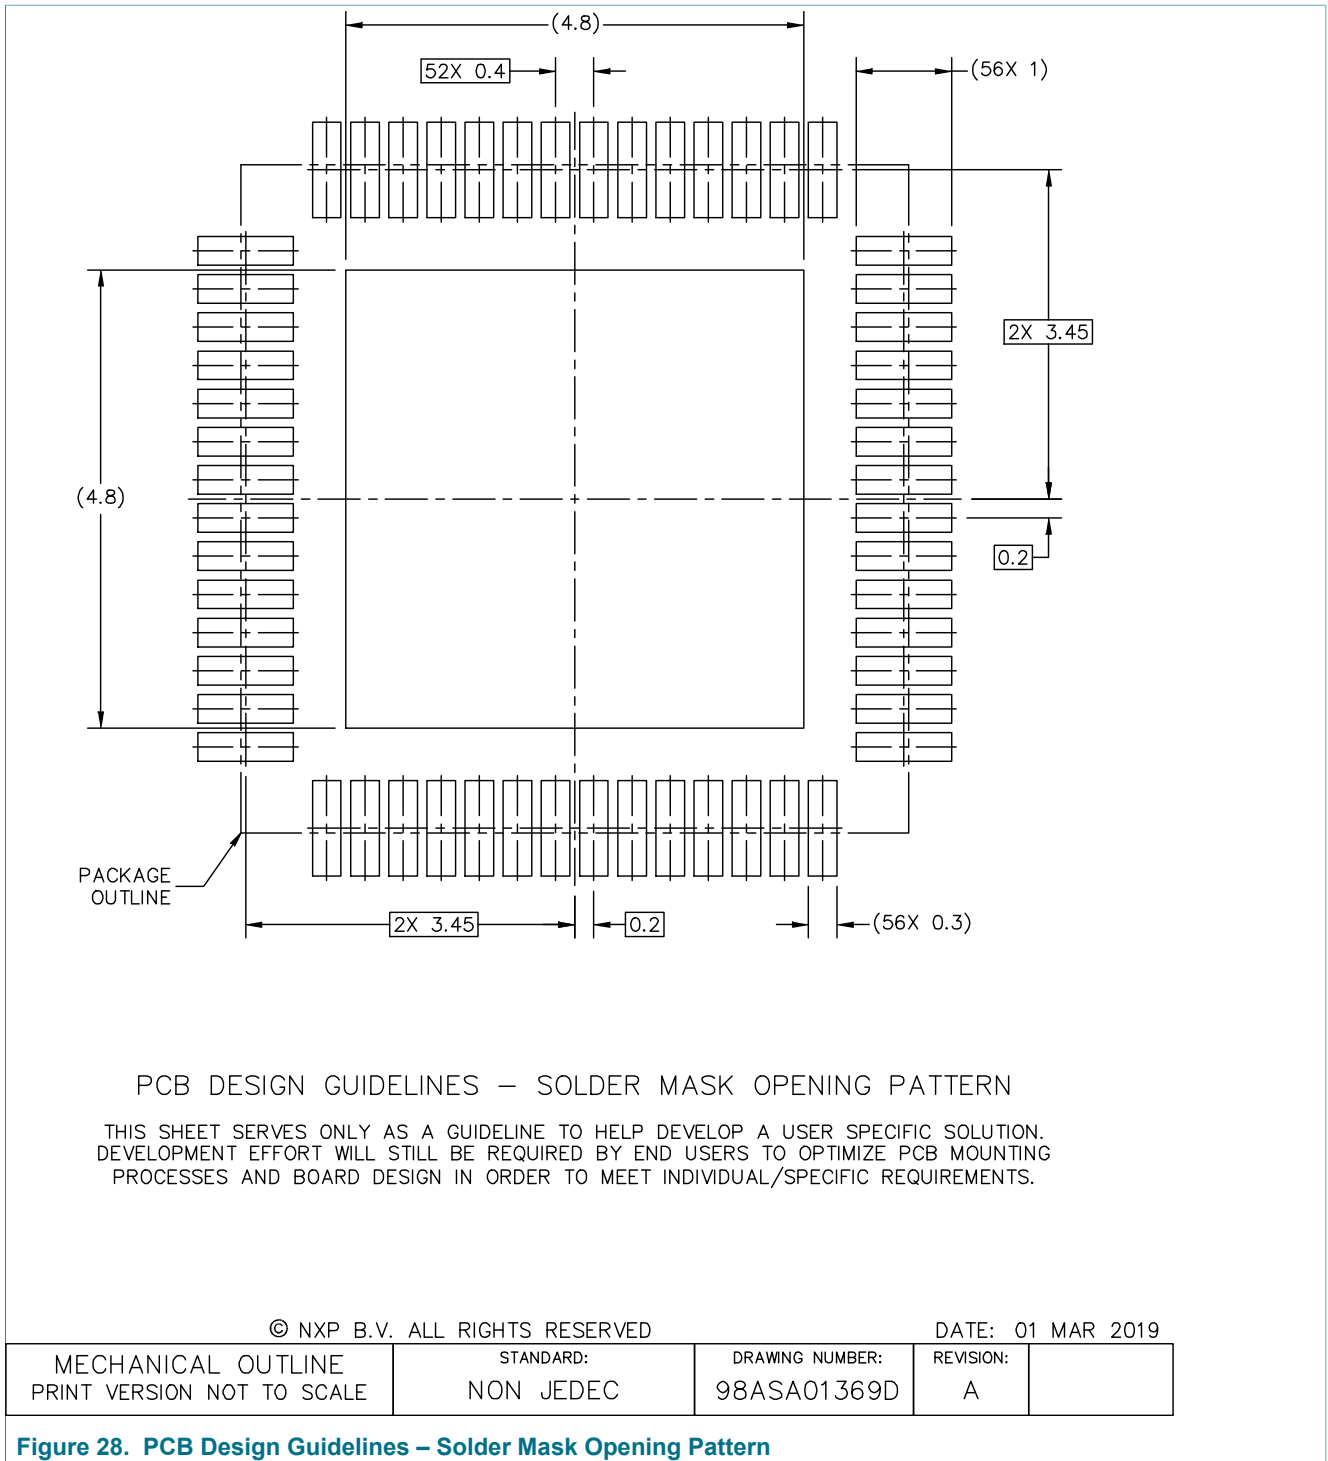 (4.8)
52X 0.4
(56X 1)
2X 3.45
(4.8)
0.2
PACKAGE
OUTLINE
2X 3.45
0.2
(56X 0.3)
PCB DESIGN GUIDELINES – SOLDER MASK OPENING PATTERN
THIS SHEET SERVES ONLY AS A GUIDELINE TO HELP DEVELOP A USER SPECIFIC SOLUTION.
DEVELOPMENT EFFORT WILL STILL BE REQUIRED BY END USERS TO OPTIMIZE PCB MOUNTING
PROCESSES AND BOARD DESIGN IN ORDER TO MEET INDIVIDUAL/SPECIFIC REQUIREMENTS.
© NXP B.V. ALL RIGHTS RESERVED
DATE: 01 MAR 2019
MECHANICAL OUTLINE
PRINT VERSION NOT TO SCALE
STANDARD:
NON JEDEC
DRAWING NUMBER:
98ASA01369D
REVISION:
A
Figure 28. PCB Design Guidelines – Solder Mask Opening Pattern